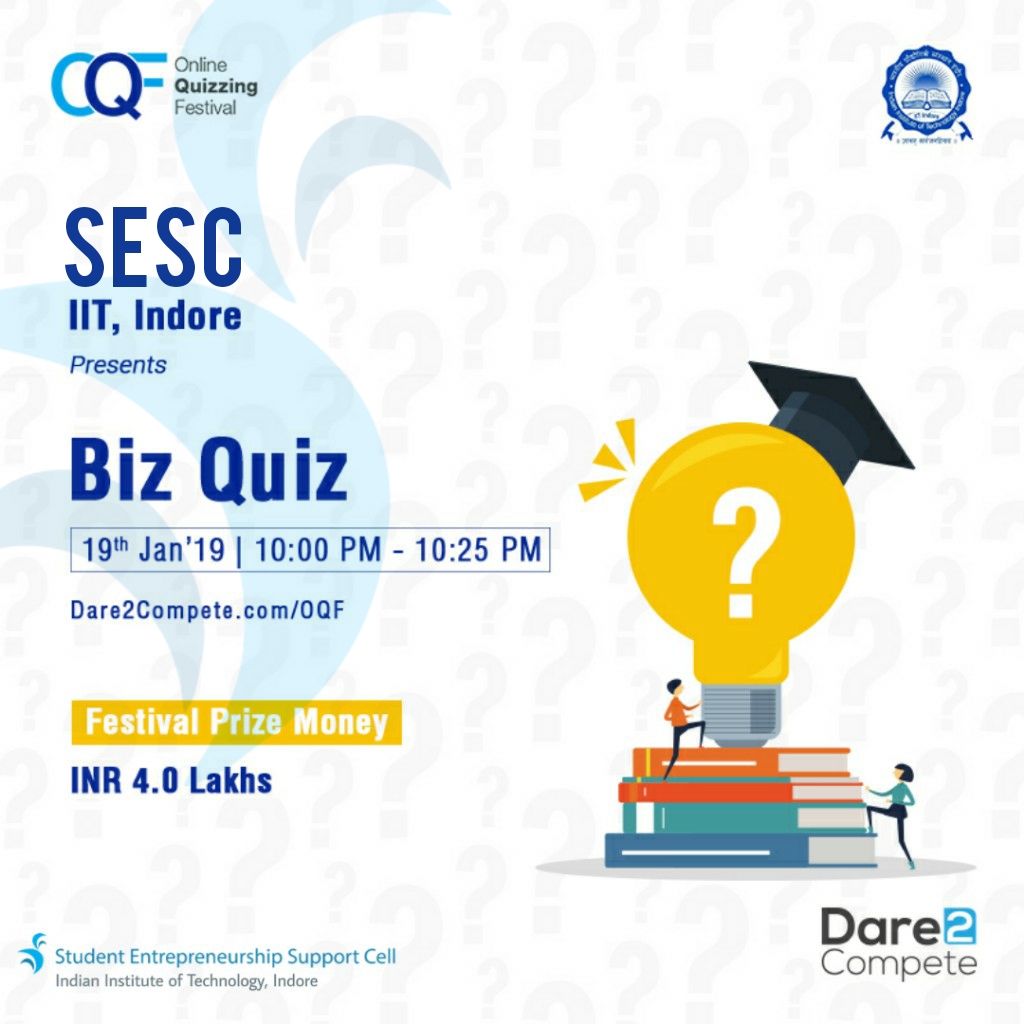 OQF
Online
Quizzing
Festival
SESC
IIT, Indore
Presents
Biz Quiz
19th Jan'19 | 10:00 PM - 10:25 PM
Dare2Compete.com/OQF
Festival Prize Money
INR 4.0 Lakhs
?
Student Entrepreneurship Support Cell
Indian Institute of Technology, Indore
Dare2
Compete